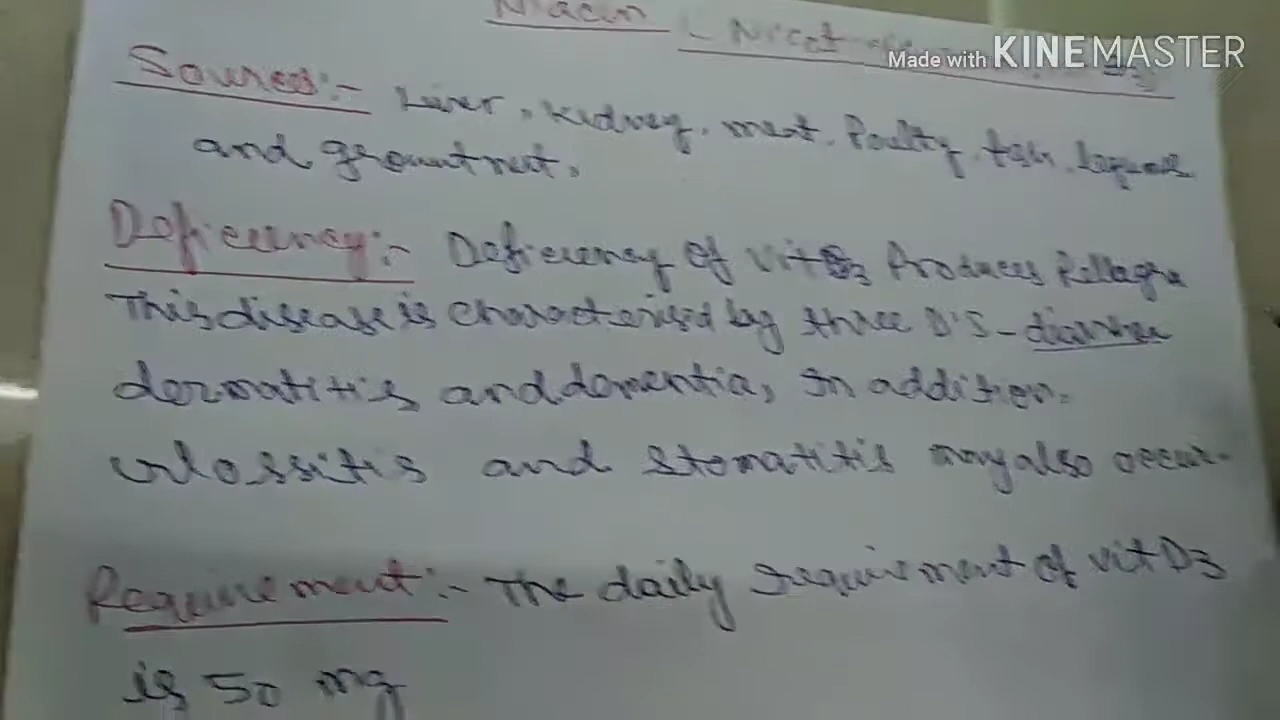 Niacin
Made with KINEMASTER
Sources:- Liver, kidney, meat, Poultry, fish, legumes
and groundnut.
Deficiency:- Deficiency of vit B3 Produces Pellagra
This disease is characterised by three D'S - diarrhea
dermatitis and dementia, In addition.
Glossitis and Stomatitis may also occur.
Requirement:- The daily requirement of vit D3
is 50 mg